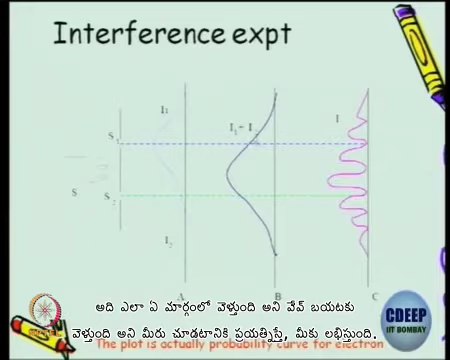 Interference expt
I₁
I₁ + I₂
I
S₁
S
S₂
I₂
A
B
C
అది ఎలా ఏ మార్గంలో వెళ్తుంది అని వేవ్ బయటకు
వెళ్తుంది అని మీరు చూడటానికి ప్రయత్నిస్తే, మీకు లభిస్తుంది.
The plot is actually probability curve for electron
CDEEP
IIT BOMBAY